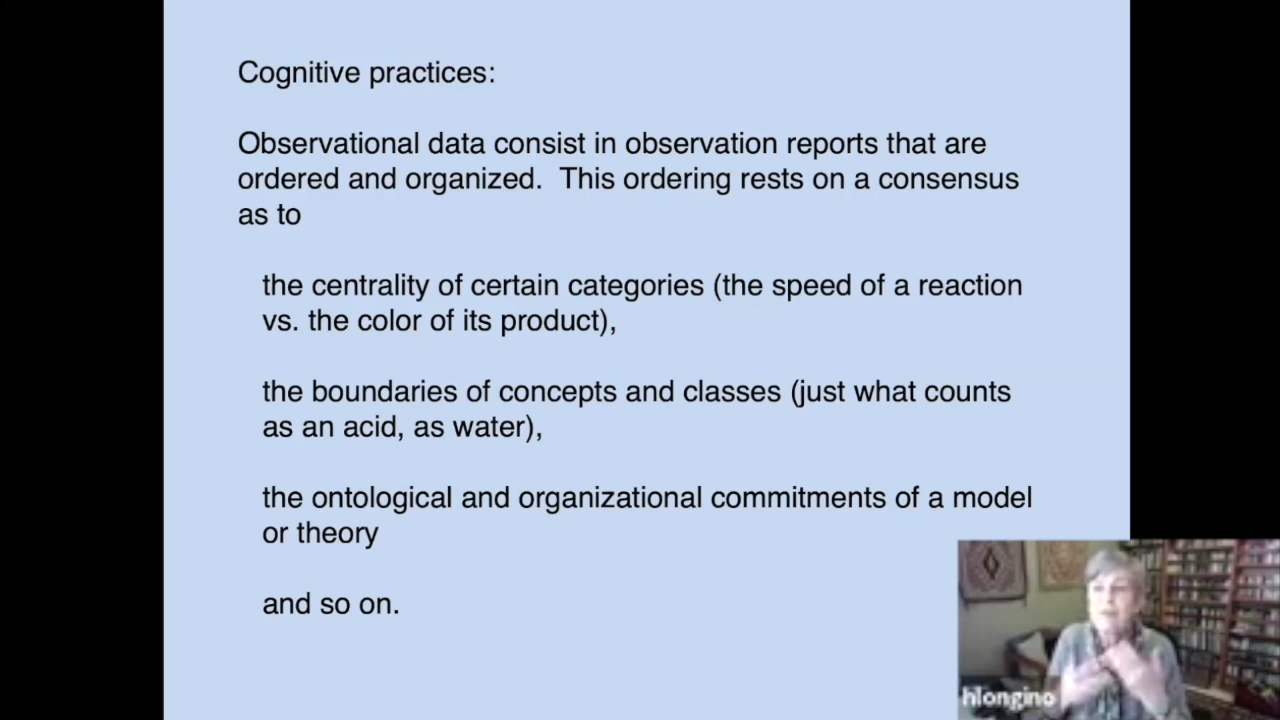 Cognitive practices:
Observational data consist in observation reports that are
ordered and organized.  This ordering rests on a consensus
as to
the centrality of certain categories (the speed of a reaction
vs. the color of its product),
the boundaries of concepts and classes (just what counts
as an acid, as water),
the ontological and organizational commitments of a model
or theory
and so on.
hlongino